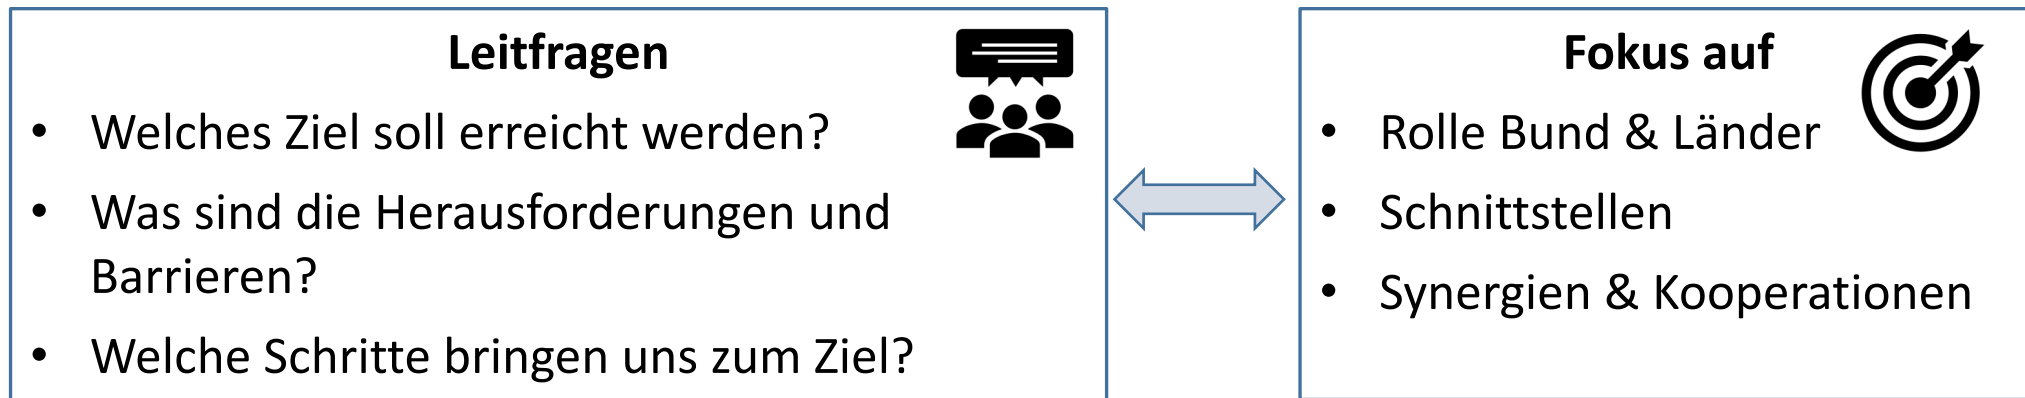 Leitfragen
• Welches Ziel soll erreicht werden?
• Was sind die Herausforderungen und
Barrieren?
• Welche Schritte bringen uns zum Ziel?
Fokus auf
• Rolle Bund & Länder
• Schnittstellen
• Synergien & Kooperationen